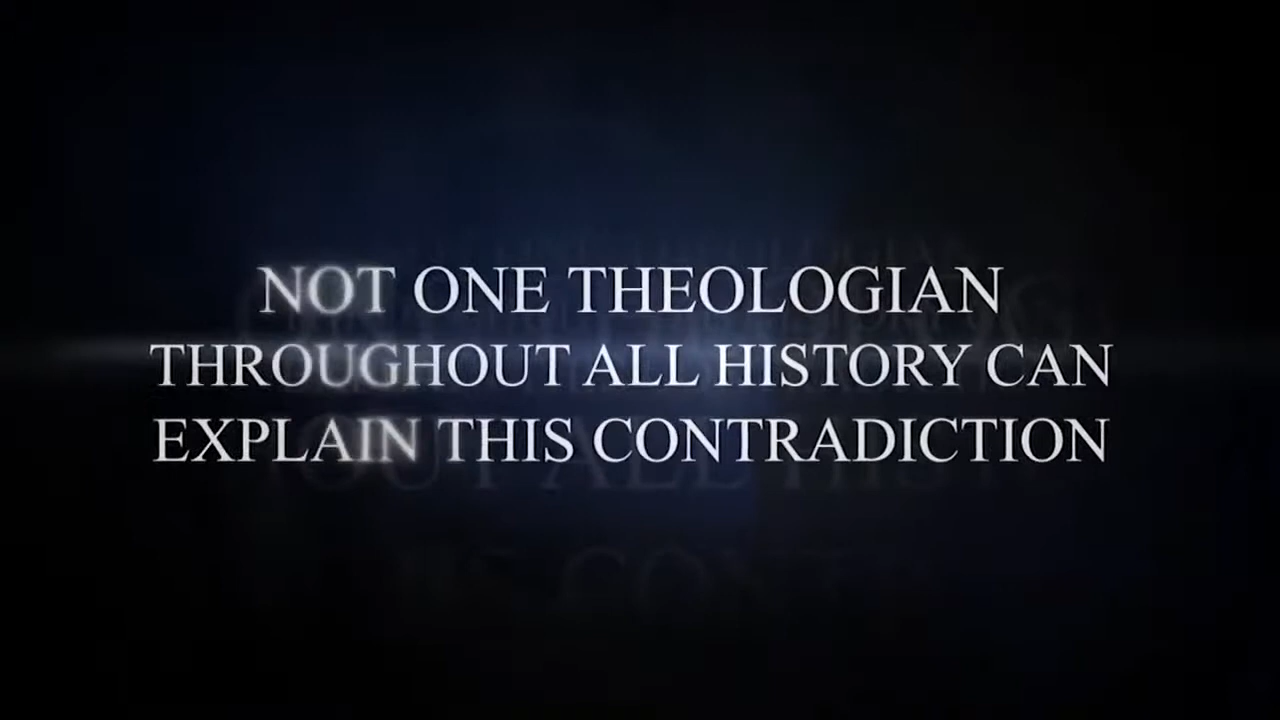 NOT ONE THEOLOGIAN
THROUGHOUT ALL HISTORY CAN
EXPLAIN THIS CONTRADICTION